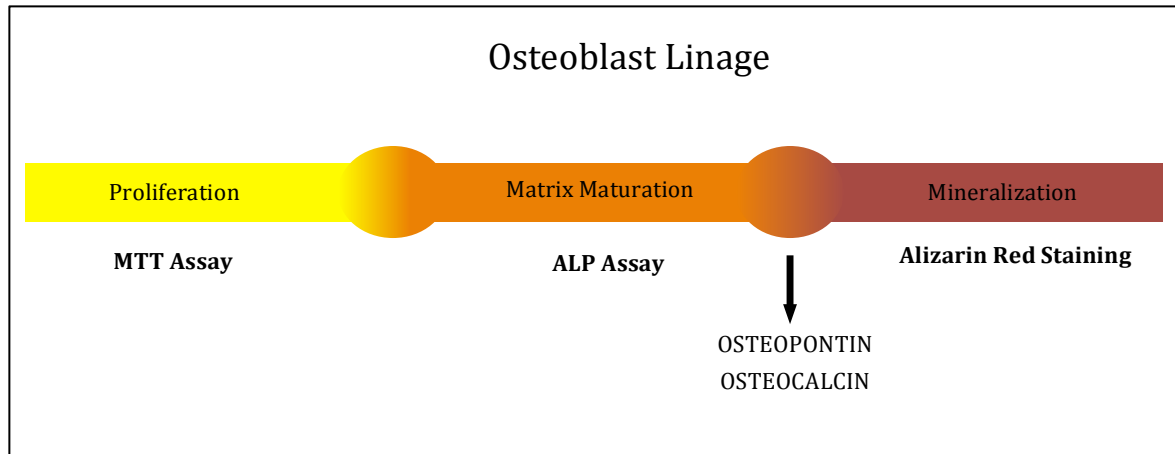 Osteoblast Linage
Proliferation
Matrix Maturation
Mineralization
MTT Assay
ALP Assay
Alizarin Red Staining
OSTEOPONTIN
OSTEOCALCIN